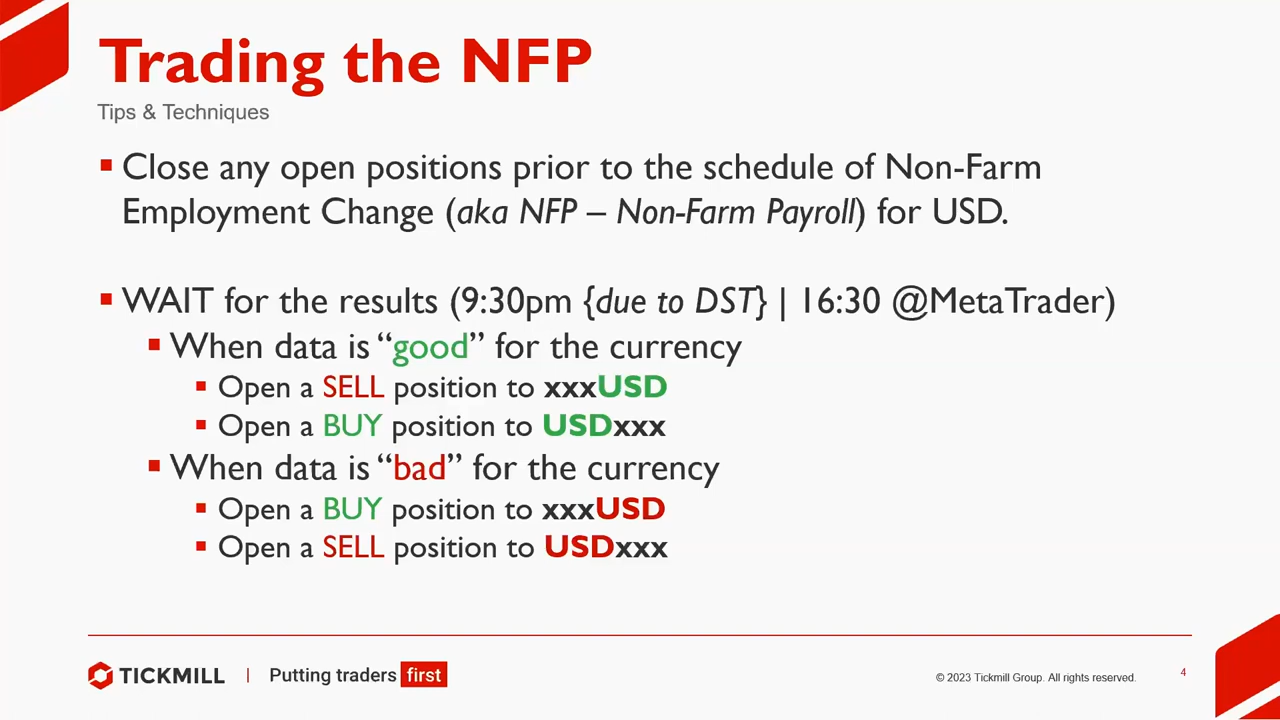 Trading the NFP
Tips & Techniques
Close any open positions prior to the schedule of Non-Farm
Employment Change (aka NFP – Non-Farm Payroll) for USD.
WAIT for the results (9:30pm {due to DST} | 16:30 @MetaTrader)
When data is “good” for the currency
Open a SELL position to xxxUSD
Open a BUY position to USDxxx
When data is “bad” for the currency
Open a BUY position to xxxUSD
Open a SELL position to USDxxx
TICKMILL | Putting traders first
© 2023 Tickmill Group. All rights reserved.
4